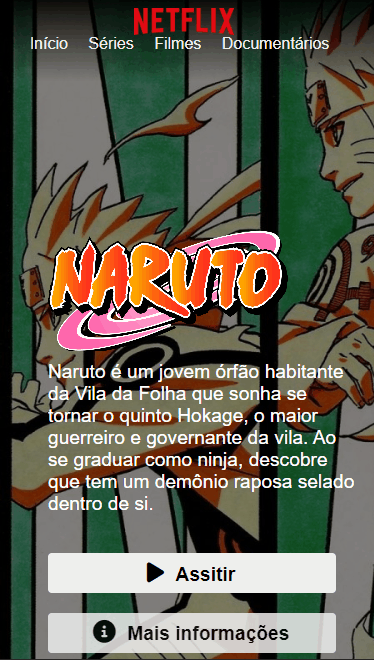 NETFLIX
Início Séries Filmes Documentários
NARUTO
Naruto é um jovem órfão habitante
da Vila da Folha que sonha se
tornar o quinto Hokage, o maior
guerreiro e governante da vila. Ao
se graduar como ninja, descobre
que tem um demônio raposa selado
dentro de si.
Assitir
Mais informações